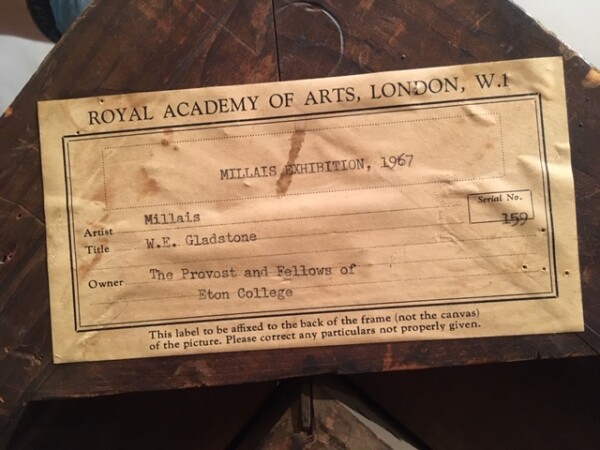 ROYAL ACADEMY OF ARTS, LONDON, W.1
MILLAIS EXHIBITION, 1967
Serial No.
159
Artist Millais
Title W.E. Gladstone
Owner The Provost and Fellows of
Eton College
This label to be affixed to the back of the frame (not the canvas)
of the picture. Please correct any particulars not properly given.